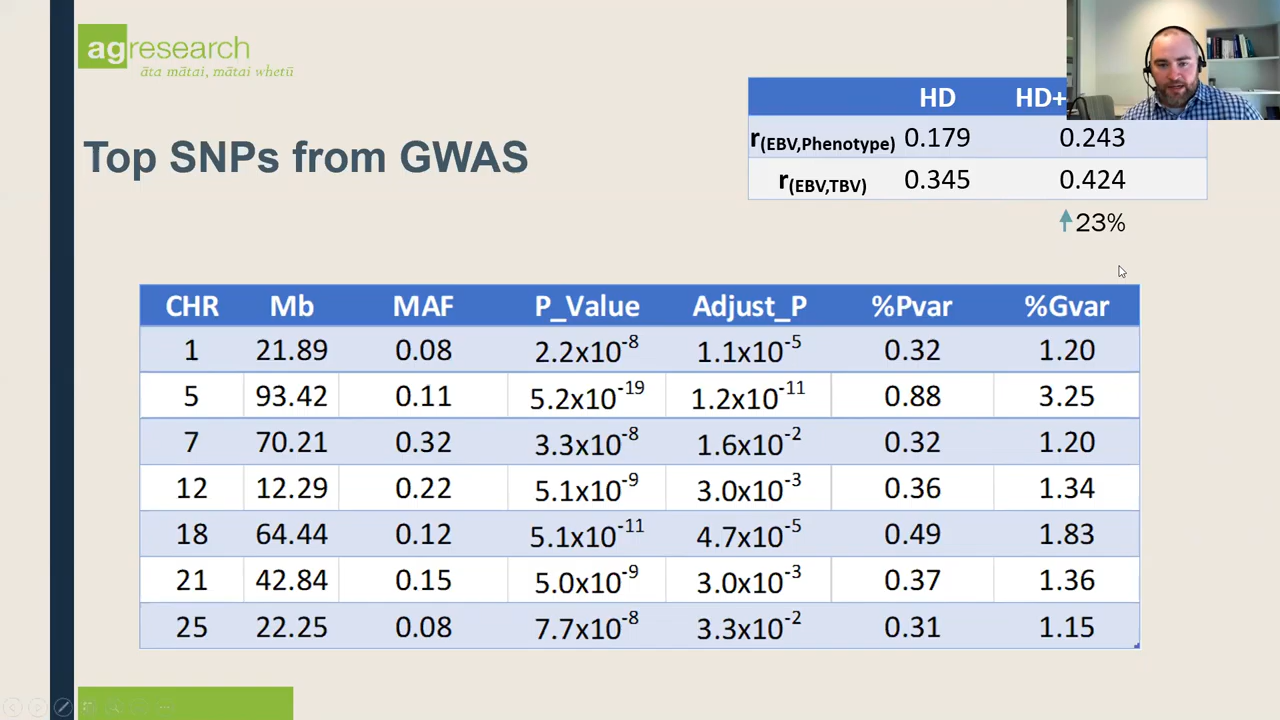 agresearch
āta mātai, mātai whetū
HD HD+
r(EBV,Phenotype) 0.179 0.243
r(EBV,TBV) 0.345 0.424
23%
Top SNPs from GWAS
CHR Mb MAF P_Value Adjust_P %Pvar %Gvar
1 21.89 0.08 2.2x10-8 1.1x10-5 0.32 1.20
5 93.42 0.11 5.2x10-19 1.2x10-11 0.88 3.25
7 70.21 0.32 3.3x10-8 1.6x10-2 0.32 1.20
12 12.29 0.22 5.1x10-9 3.0x10-3 0.36 1.34
18 64.44 0.12 5.1x10-11 4.7x10-5 0.49 1.83
21 42.84 0.15 5.0x10-9 3.0x10-3 0.37 1.36
25 22.25 0.08 7.7x10-8 3.3x10-2 0.31 1.15